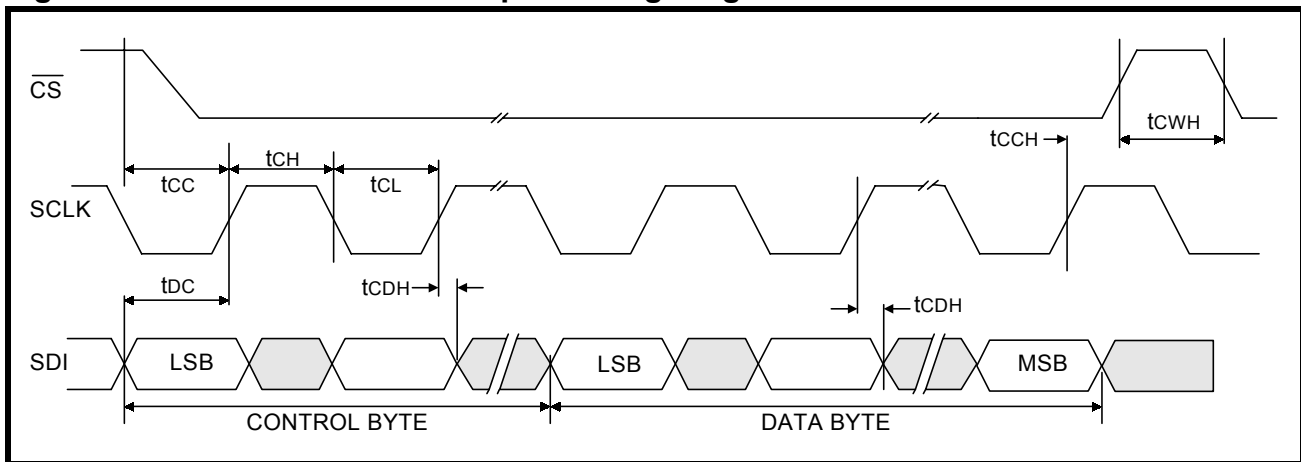 CS
tCWH
tCCH
tCC
tCH
tCL
SCLK
tDC
tCDH
tCDH
SDI
LSB
LSB
MSB
CONTROL BYTE
DATA BYTE